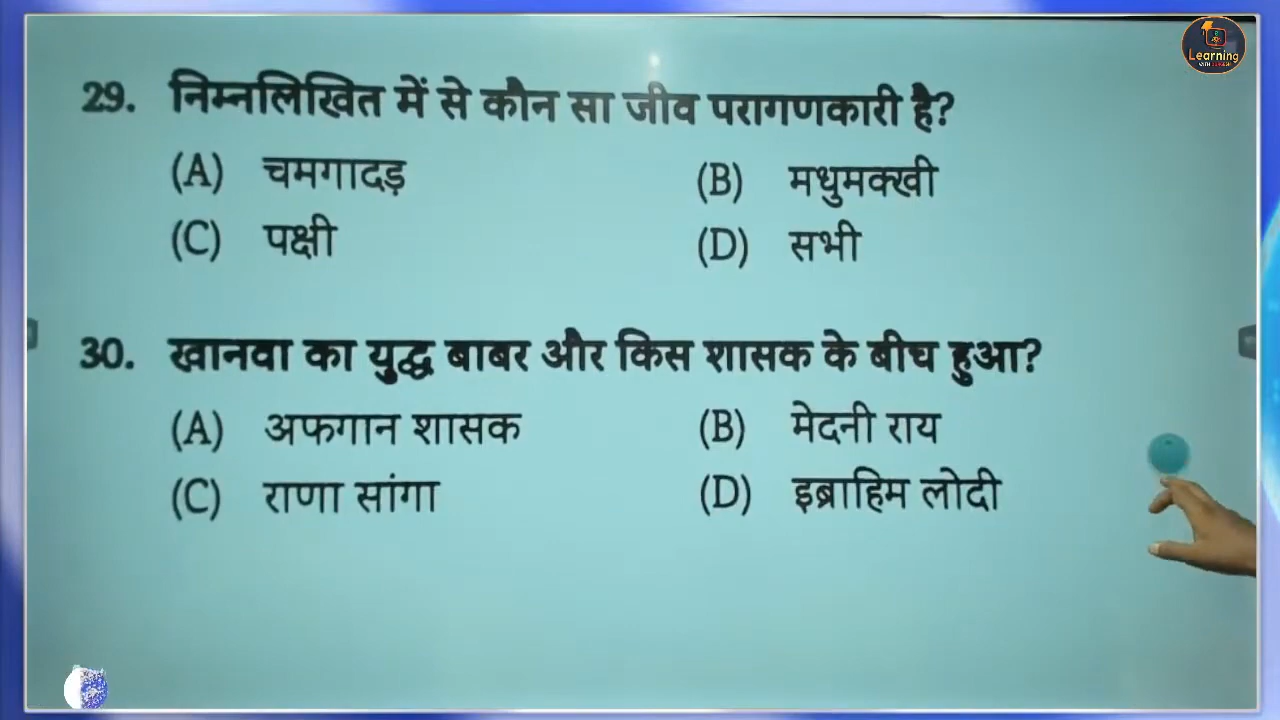 Learning
29. निम्नलिखित में से कौन सा जीव परागणकारी है?
(A) चमगादड़ (B) मधुमक्खी
(C) पक्षी (D) सभी
30. खानवा का युद्ध बाबर और किस शासक के बीच हुआ?
(A) अफगान शासक (B) मेदनी राय
(C) राणा सांगा (D) इब्राहिम लोदी